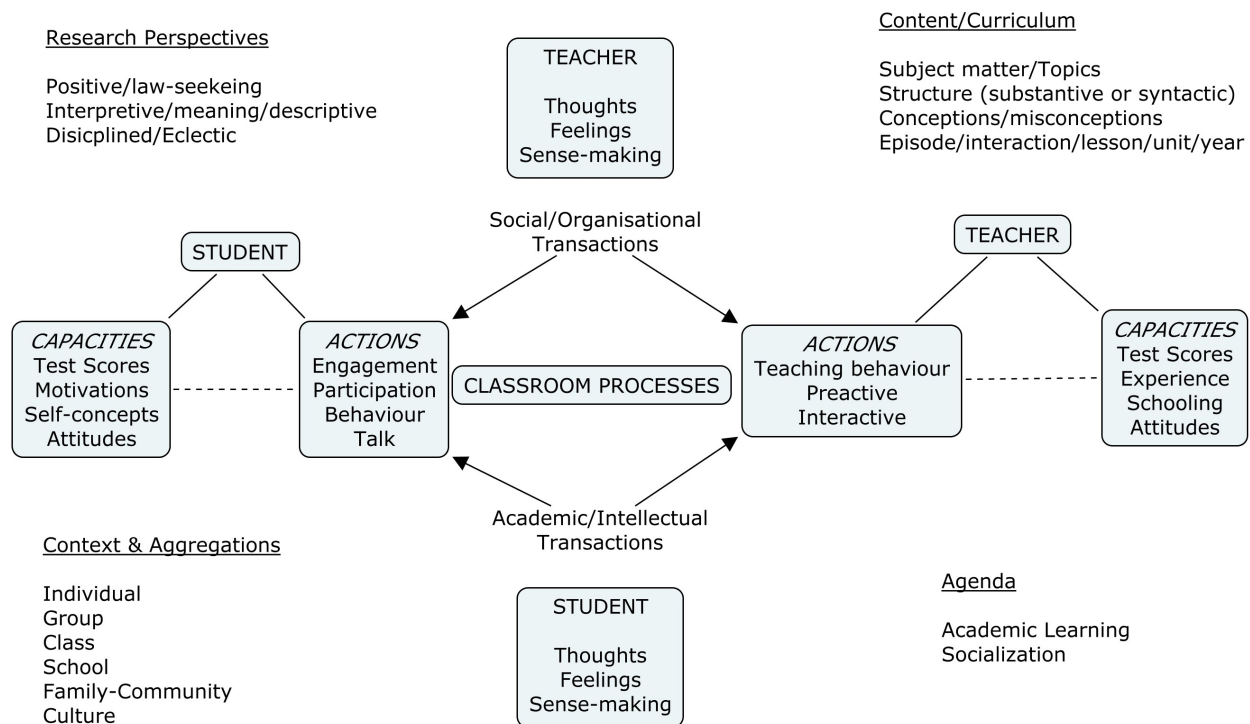 Research Perspectives
Positive/law-seekeing
Interpretive/meaning/descriptive
Disicplined/Eclectic
TEACHER
Thoughts
Feelings
Sense-making
Content/Curriculum
Subject matter/Topics
Structure (substantive or syntactic)
Conceptions/misconceptions
Episode/interaction/lesson/unit/year
Social/Organisational
Transactions
STUDENT
TEACHER
CAPACITIES
Test Scores
Motivations
Self-concepts
Attitudes
ACTIONS
Engagement
Participation
Behaviour
Talk
CLASSROOM PROCESSES
ACTIONS
Teaching behaviour
Preactive
Interactive
CAPACITIES
Test Scores
Experience
Schooling
Attitudes
Academic/Intellectual
Transactions
Context & Aggregations
Individual
Group
Class
School
Family-Community
Culture
STUDENT
Thoughts
Feelings
Sense-making
Agenda
Academic Learning
Socialization